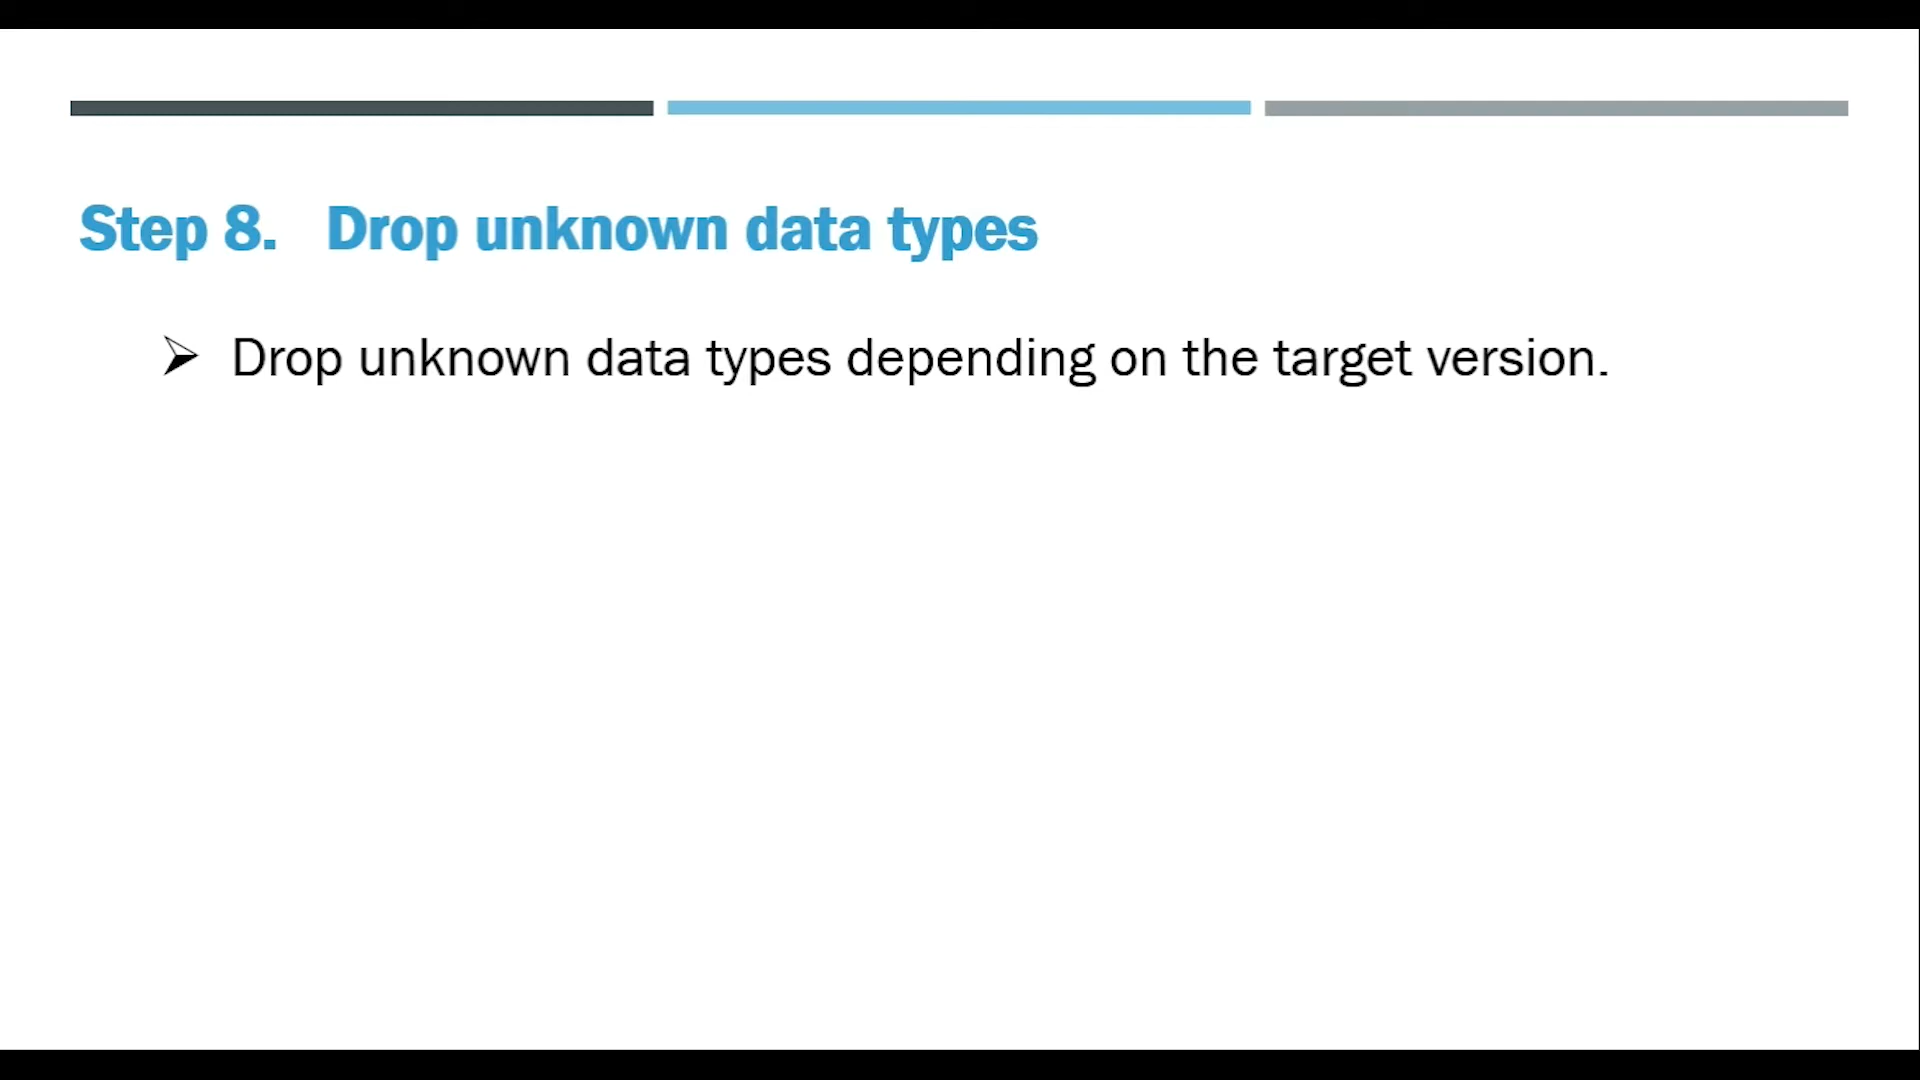 Step 8. Drop unknown data types
➢ Drop unknown data types depending on the target version.